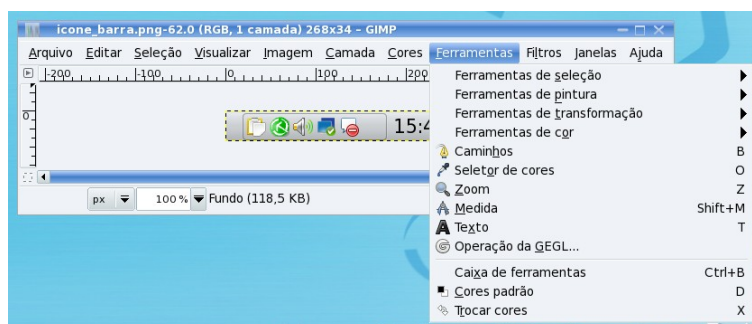 icone_barra.png-62.0 (RGB, 1 camada) 268x34 – GIMP
Arquivo Editar Seleção Visualizar Imagem Camada Cores Ferramentas Filtros Janelas Ajuda
-200 -100 0 100 200
0
15:4
px 100 % Fundo (118,5 KB)
Ferramentas de seleção
Ferramentas de pintura
Ferramentas de transformação
Ferramentas de cor
Caminhos B
Seletor de cores O
Zoom Z
Medida Shift+M
Texto T
Operação da GEGL...
Caixa de ferramentas Ctrl+B
Cores padrão D
Trocar cores X